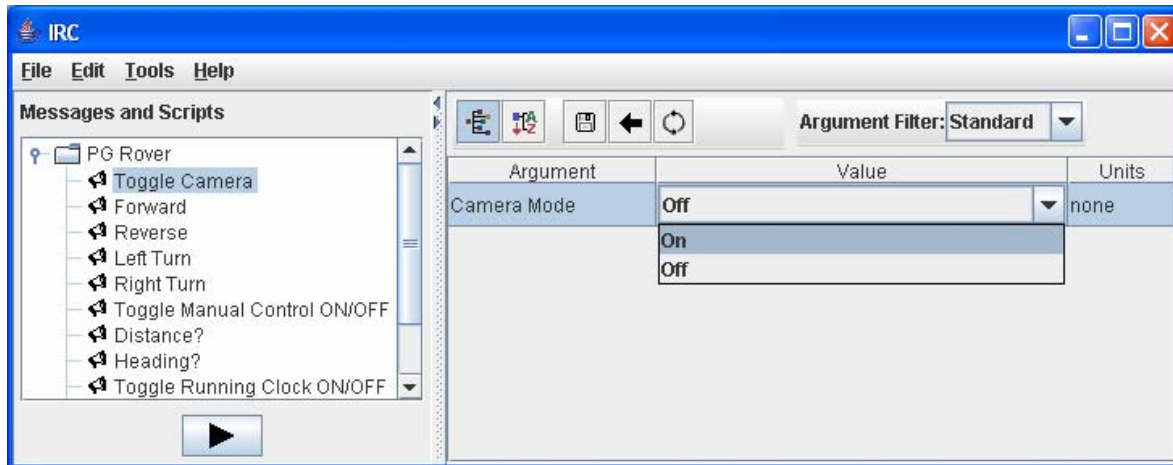 IRC
File Edit Tools Help
Messages and Scripts
PG Rover
Toggle Camera
Forward
Reverse
Left Turn
Right Turn
Toggle Manual Control ON/OFF
Distance?
Heading?
Toggle Running Clock ON/OFF
Argument Filter: Standard
Argument Value Units
Camera Mode Off none
On
Off